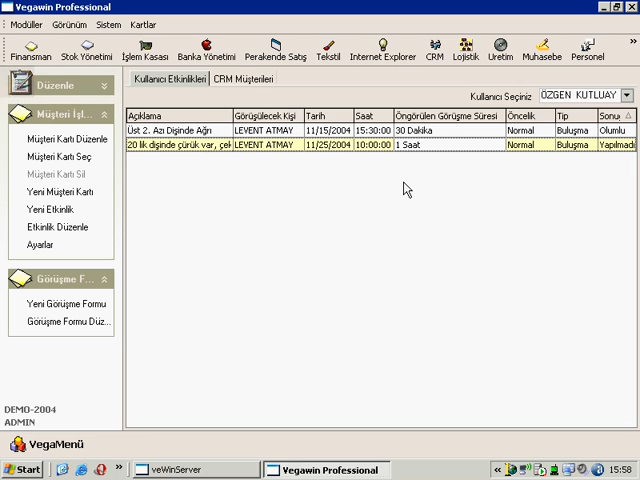 Vegawin Professional
Modüller Görünüm Sistem Kartlar
Finansman Stok Yönetimi İşlem Kasası Banka Yönetimi Perakende Satış Tekstil Internet Explorer CRM Lojistik Uretim Muhasebe Personel
Düzenle
Müşteri İşl...
Müşteri Kartı Düzenle
Müşteri Kartı Seç
Müşteri Kartı Sil
Yeni Müşteri Kartı
Yeni Etkinlik
Etkinlik Düzenle
Ayarlar
Görüşme F...
Yeni Görüşme Formu
Görüşme Formu Düz...
Kullanıcı Etkinlikleri CRM Müşterileri
Kullanıcı Seçiniz ÖZGEN KUTLUAY
Açıklama Görüşülecek Kişi Tarih Saat Öngörülen Görüşme Süresi Öncelik Tip Sonuç
Üst 2. Azı Dişinde Ağrı LEVENT ATMAY 11/15/2004 15:30:00 30 Dakika Normal Buluşma Olumlu
20 lik dişinde çürük var, çek LEVENT ATMAY 11/25/2004 10:00:00 1 Saat Normal Buluşma Yapılmadı
DEMO-2004
ADMIN
VegaMenü
Start veWinServer Vegawin Professional 15:58